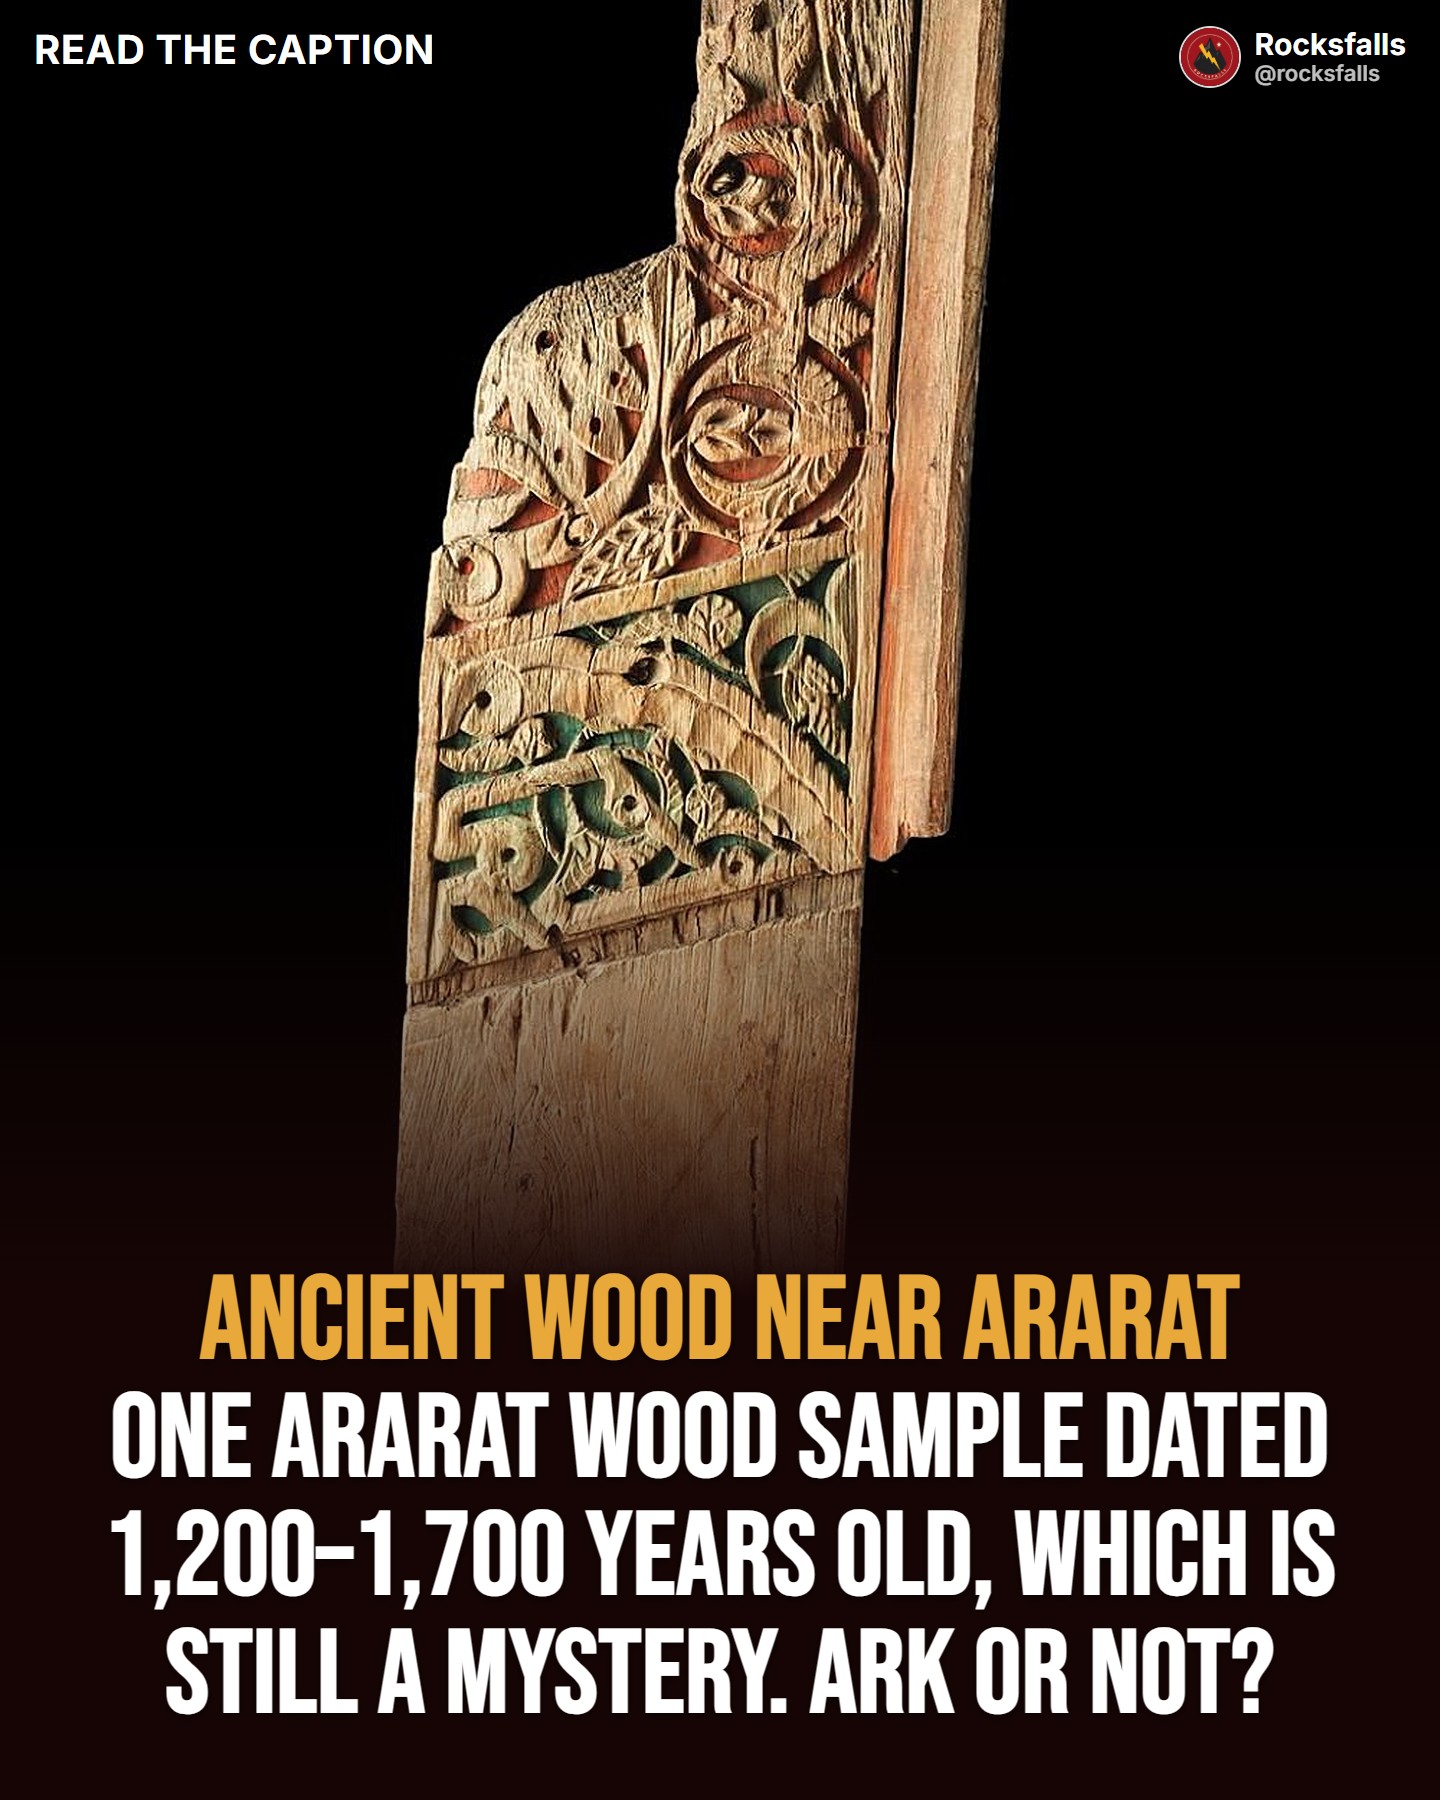 READ THE CAPTION
Rocksfalls
@rocksfalls
ANCIENT WOOD NEAR ARARAT
ONE ARARAT WOOD SAMPLE DATED
1,200–1,700 YEARS OLD, WHICH IS
STILL A MYSTERY. ARK OR NOT?